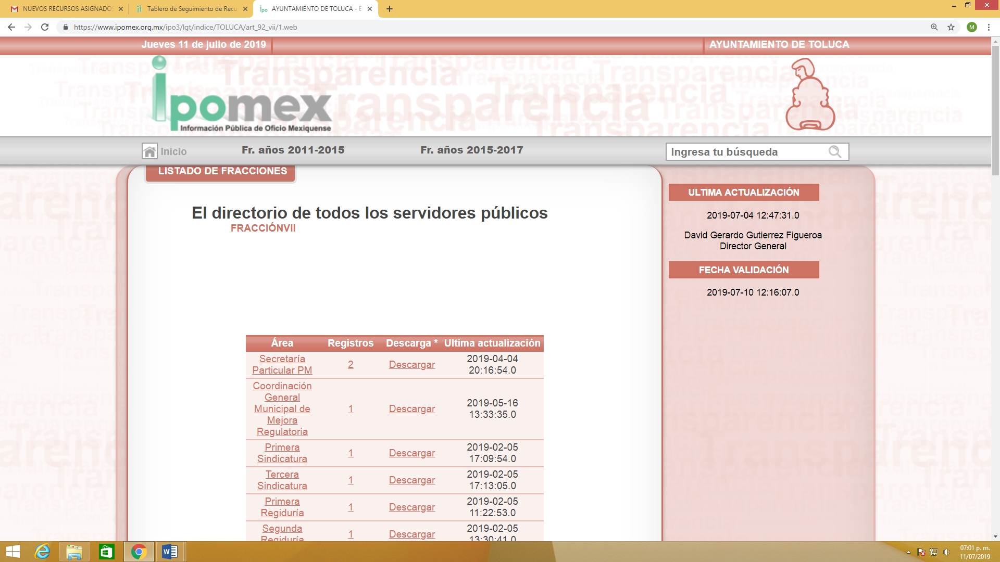 NUEVOS RECURSOS ASIGNADOS
Tablero de Seguimiento de Recu
AYUNTAMIENTO DE TOLUCA - E
https://www.ipomex.org.mx/ipo3/lgt/indice/TOLUCA/art_92_vii/1.web
M
Jueves 11 de julio de 2019
AYUNTAMIENTO DE TOLUCA
ipomex
Información Pública de Oficio Mexiquense
Transparencia
Inicio
Fr. años 2011-2015
Fr. años 2015-2017
Ingresa tu búsqueda
LISTADO DE FRACCIONES
El directorio de todos los servidores públicos
FRACCIÓNVII
ULTIMA ACTUALIZACIÓN
2019-07-04 12:47:31.0
David Gerardo Gutierrez Figueroa
Director General
FECHA VALIDACIÓN
2019-07-10 12:16:07.0
Área Registros Descarga * Ultima actualización
Secretaría
Particular PM
2
Descargar
2019-04-04
20:16:54.0
Coordinación
General
Municipal de
Mejora
Regulatoria
1
Descargar
2019-05-16
13:33:35.0
Primera
Sindicatura
1
Descargar
2019-02-05
17:09:54.0
Tercera
Sindicatura
1
Descargar
2019-02-05
17:13:05.0
Primera
Regiduría
1
Descargar
2019-02-05
11:22:53.0
Segunda
Regiduría
1
Descargar
2019-02-05
13:30:41.0
07:01 p. m.
11/07/2019